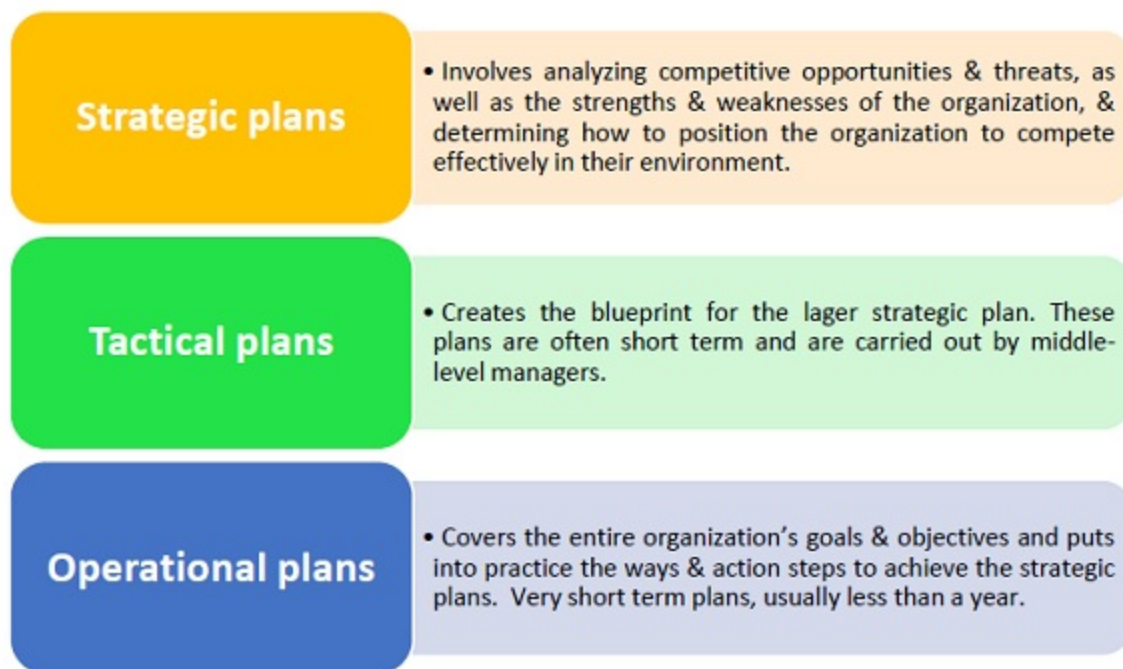 Strategic plans
• Involves analyzing competitive opportunities & threats, as
well as the strengths & weaknesses of the organization, &
determining how to position the organization to compete
effectively in their environment.
Tactical plans
• Creates the blueprint for the lager strategic plan. These
plans are often short term and are carried out by middle-
level managers.
Operational plans
• Covers the entire organization's goals & objectives and puts
into practice the ways & action steps to achieve the strategic
plans. Very short term plans, usually less than a year.